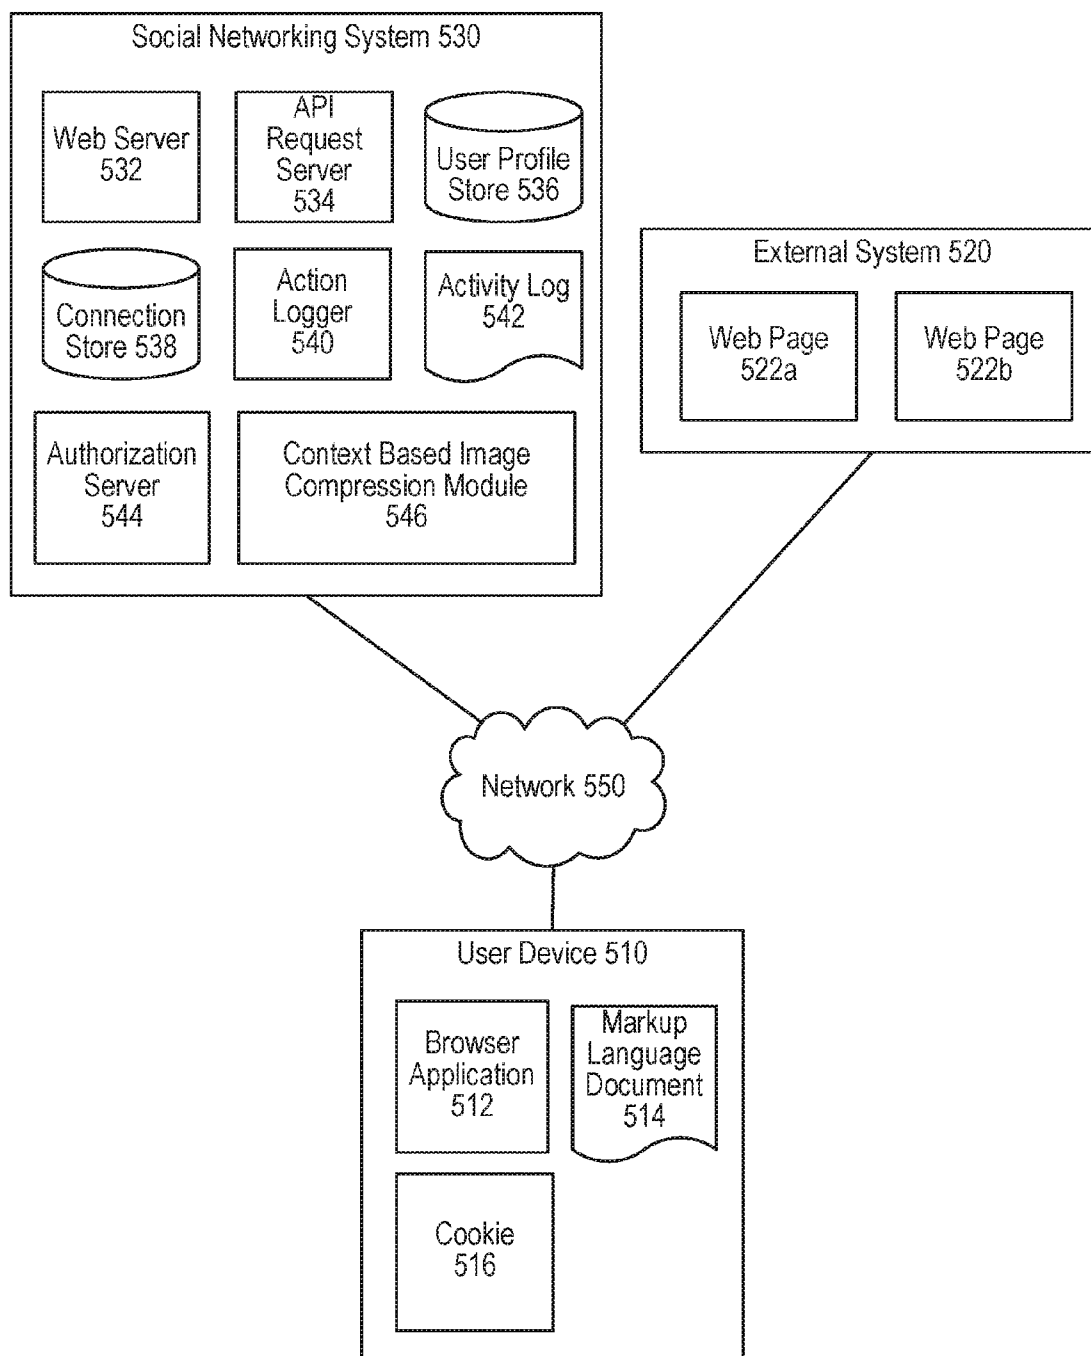 Social Networking System 530
Web Server
532
API
Request
Server
534
User Profile
Store 536
Connection
Store 538
Action
Logger
540
Activity Log
542
Authorization
Server
544
Context Based Image
Compression Module
546
External System 520
Web Page
522a
Web Page
522b
Network 550
User Device 510
Browser
Application
512
Markup
Language
Document
514
Cookie
516